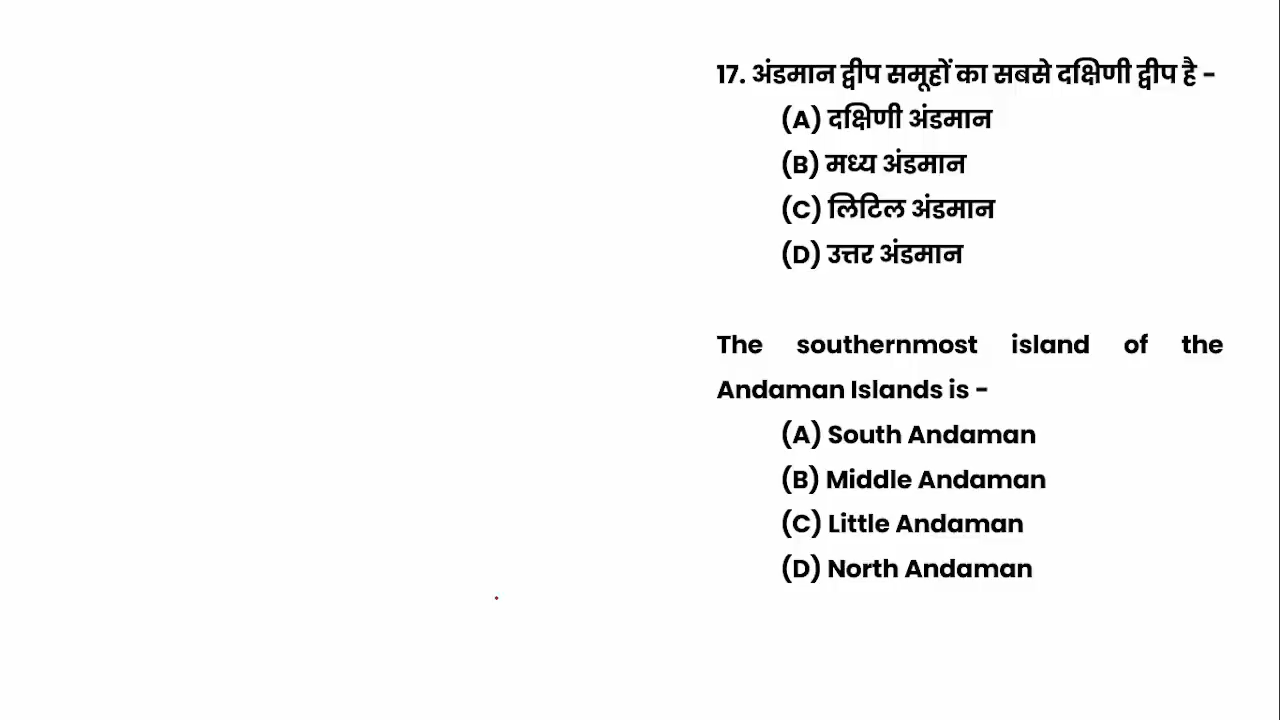 17. अंडमान द्वीप समूहों का सबसे दक्षिणी द्वीप है -
(A) दक्षिणी अंडमान
(B) मध्य अंडमान
(C) लिटिल अंडमान
(D) उत्तर अंडमान
The southernmost island of the
Andaman Islands is -
(A) South Andaman
(B) Middle Andaman
(C) Little Andaman
(D) North Andaman